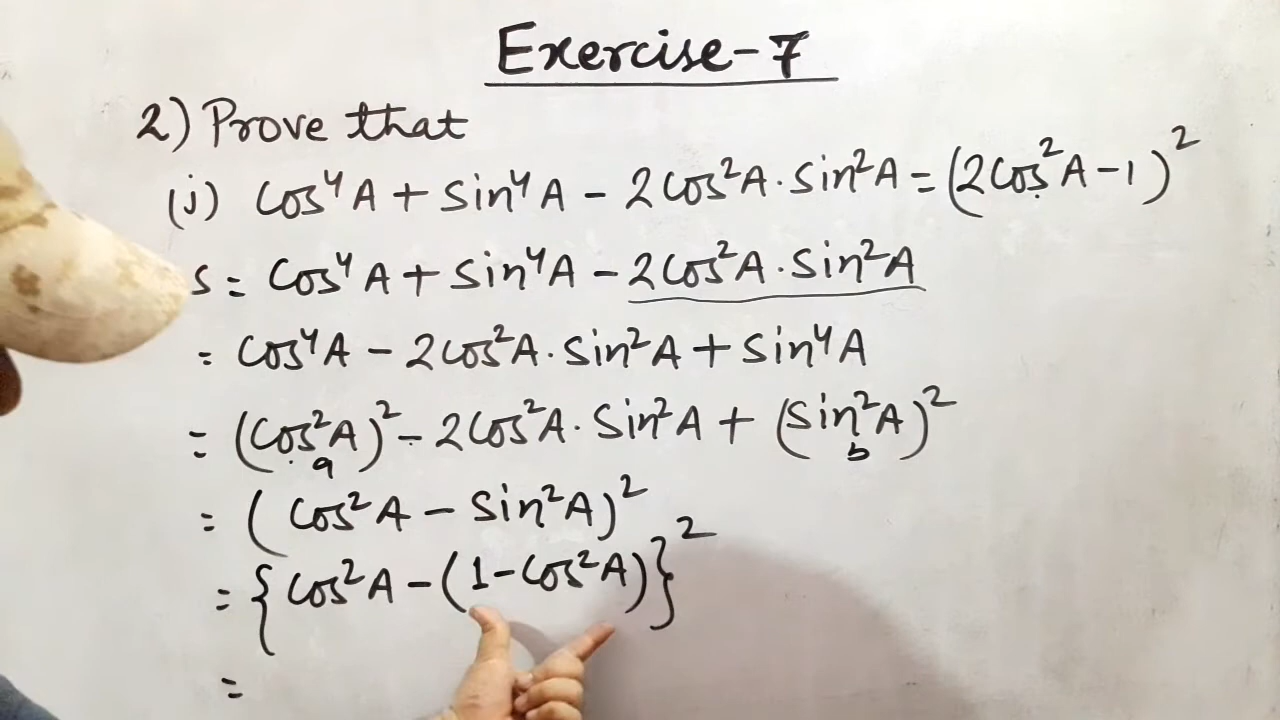 Exercise-7
2) Prove that
(j) Cos⁴A + Sin⁴A - 2Cos²A·Sin²A = (2Cos²A-1)²
S = Cos⁴A + Sin⁴A - 2Cos²A·Sin²A
= Cos⁴A - 2Cos²A·Sin²A + Sin⁴A
= (Cos²A)² - 2Cos²A·Sin²A + (Sin²A)²
a b
= (Cos²A - Sin²A)²
= {Cos²A - (1-Cos²A)}²
=